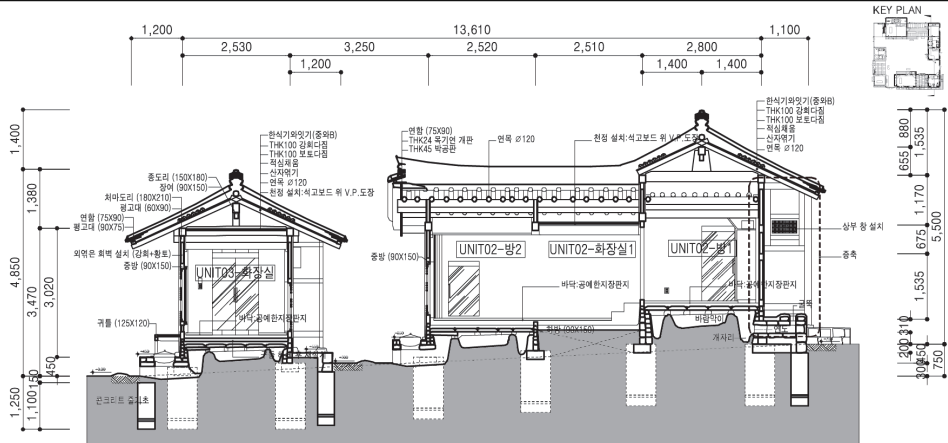 KEY PLAN
1,200
13,610
1,100
2,530
3,250
2,520
2,510
2,800
1,200
1,400
1,400
한식기와잇기(중와B)
THK100 강회다짐
THK100 보토다짐
적심채움
산자엮기
연목 Ø120
천정 설치:석고보드 위 V.P.도장
종도리 (150X180)
장여 (90X150)
처마도리 (180X210)
평고대 (60X90)
연함 (75X90)
평고대 (90X75)
외엮은 회벽 설치 (강회+황토)
중방 (90X150)
UNIT03-화장실
바닥:공예한지장판지
귀틀 (125X120)
콘크리트 줄기초
연함 (75X90)
THK24 목기연 개판
THK45 박공판
연목 Ø120
천정 설치:석고보드 위 V.P.도장
한식기와잇기(중와B)
THK100 강회다짐
THK100 보토다짐
적심채움
산자엮기
연목 Ø120
중방 (90X150)
UNIT02-방2
UNIT02-화장실1
UNIT02-방1
바닥:공예한지장판지
바닥:공예한지장판지
바람막이
개자리
연도
굴뚝
상부 창 설치
증축
1,400
1,380
4,850
3,470
3,020
450
150
1,250
1,100
880
655
1,535
1,170
675
5,500
1,535
310
200
450
300
750